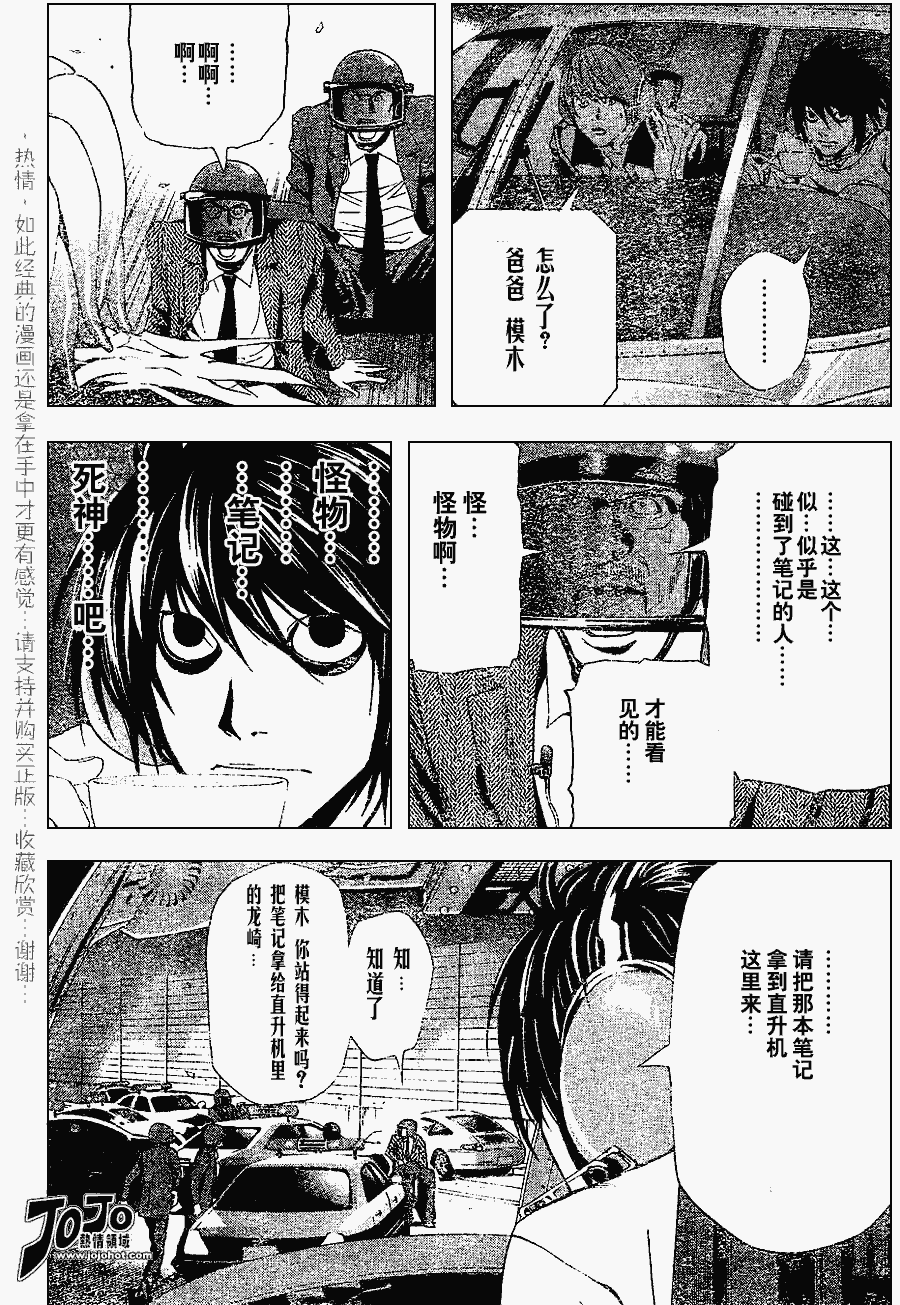 怎么了?
爸爸 模木
…………
……
啊啊…
啊…
……这…这个…
似…似乎是
碰到了笔记的人……
……………
才能看
见的……
怪…
怪物啊…
………
怪物…
……
…笔记…
………
死神………吧……
…………
请把那本笔记
拿到直升机
这里来…
知…
知道了
模木 你站得起来吗?
把笔记拿给直升机里
的龙崎…
~热情~如此经典的漫画还是拿在手中才更有感觉…请支持并购买正版…收藏欣赏…谢谢…
JOJO
熱情領域
www.jojohot.com